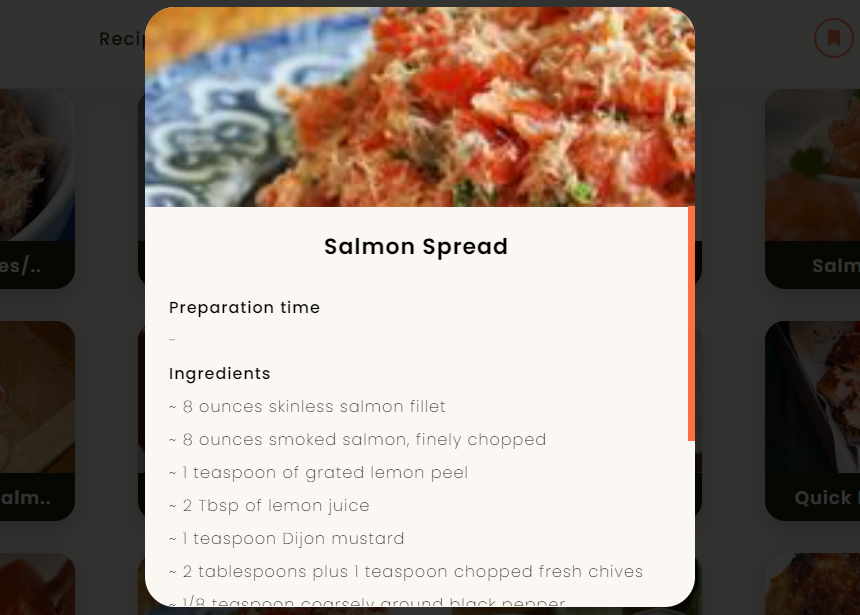 Recip
es/..
Salm
alm..
Quick
Salmon Spread
Preparation time
-
Ingredients
~ 8 ounces skinless salmon fillet
~ 8 ounces smoked salmon, finely chopped
~ 1 teaspoon of grated lemon peel
~ 2 Tbsp of lemon juice
~ 1 teaspoon Dijon mustard
~ 2 tablespoons plus 1 teaspoon chopped fresh chives
~ 1/8 teaspoon coarsely ground black pepper